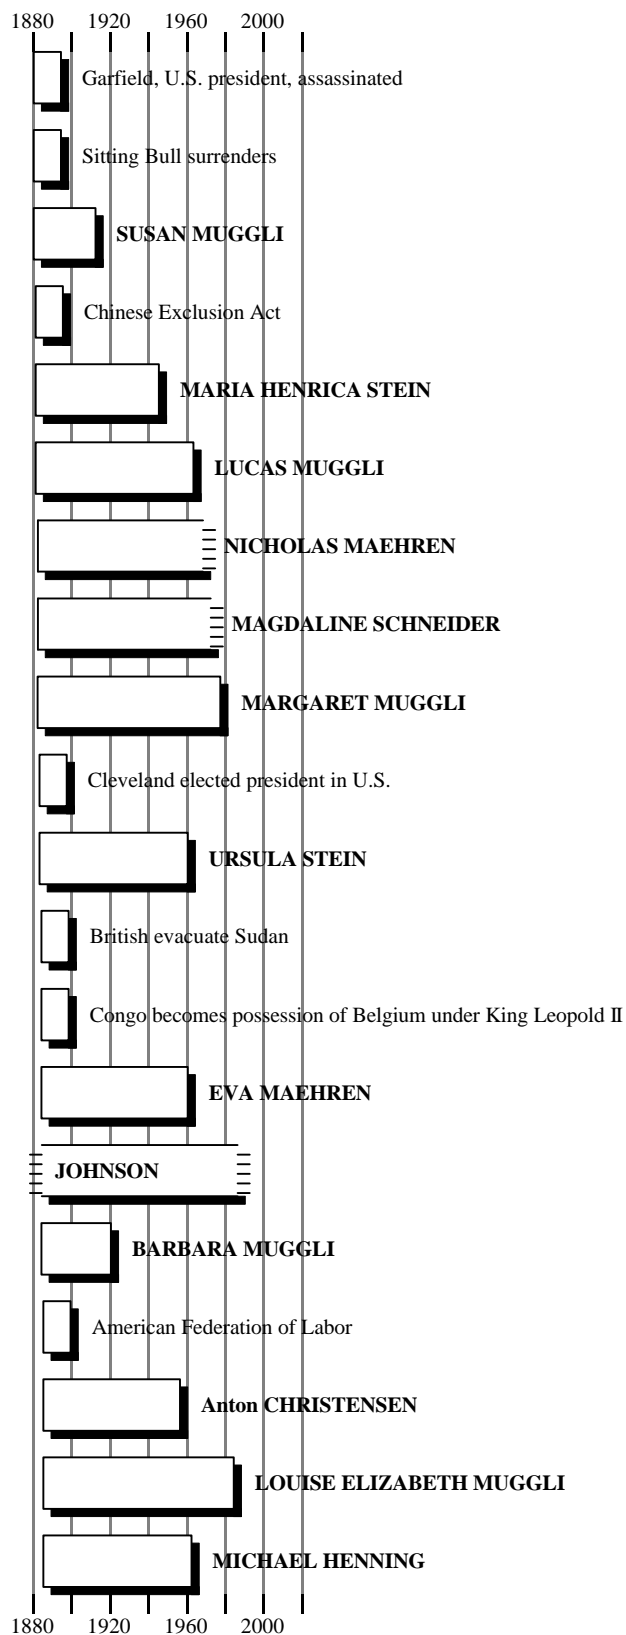 1880 1920 1960 2000
Garfield, U.S. president, assassinated
Sitting Bull surrenders
SUSAN MUGGLI
Chinese Exclusion Act
MARIA HENRICA STEIN
LUCAS MUGGLI
NICHOLAS MAEHREN
MAGDALINE SCHNEIDER
MARGARET MUGGLI
Cleveland elected president in U.S.
URSULA STEIN
British evacuate Sudan
Congo becomes possession of Belgium under King Leopold II
EVA MAEHREN
JOHNSON
BARBARA MUGGLI
American Federation of Labor
Anton CHRISTENSEN
LOUISE ELIZABETH MUGGLI
MICHAEL HENNING
1880 1920 1960 2000